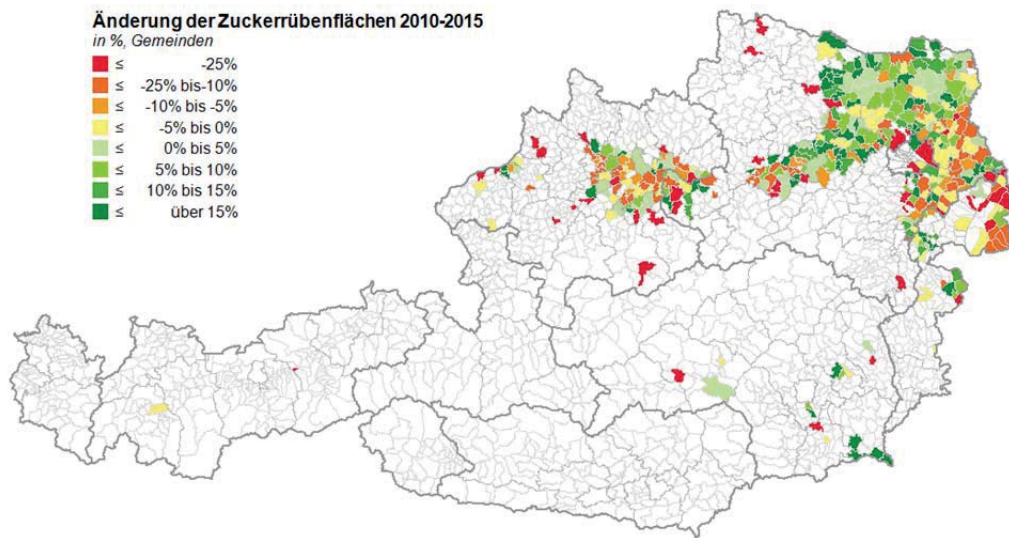 Änderung der Zuckerrübenflächen 2010-2015
in %, Gemeinden
≤ -25%
≤ -25% bis-10%
≤ -10% bis -5%
≤ -5% bis 0%
≤ 0% bis 5%
≤ 5% bis 10%
≤ 10% bis 15%
≤ über 15%